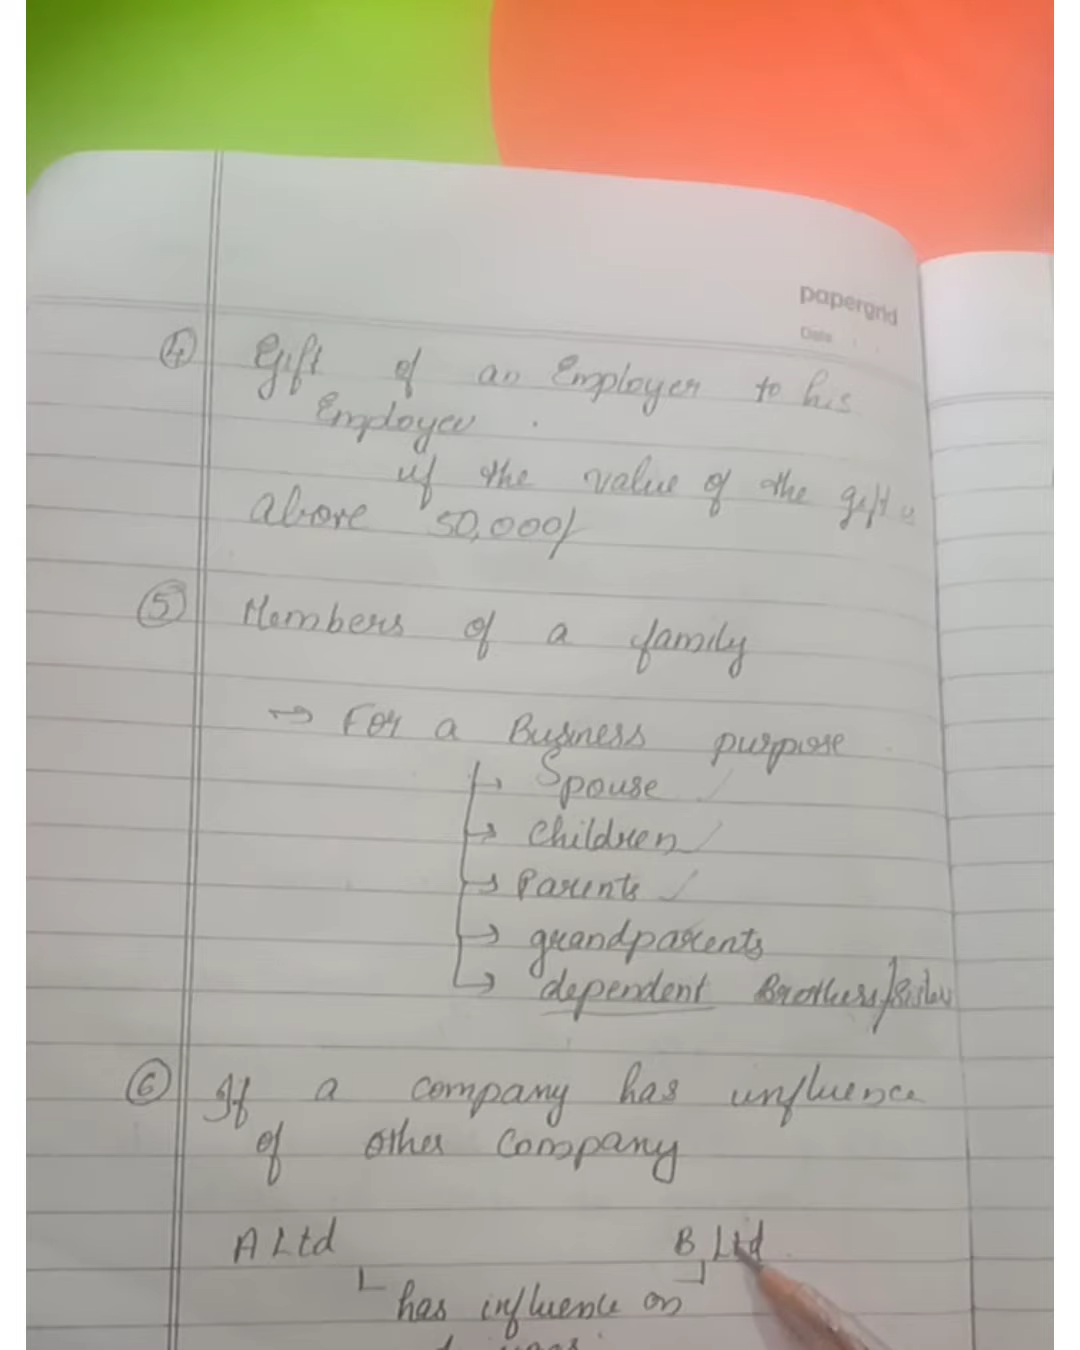 papergrid
Date
④ Gift of an Employer to his
Employee.
if the value of the gift is
above 50,000/
⑤ Members of a family
→ For a Business purpose
→ Spouse
→ children
→ Parents
→ grandparents
→ dependent Brothers/Sister
⑥ If a company has influence
of other company
A Ltd B Ltd
has influence on